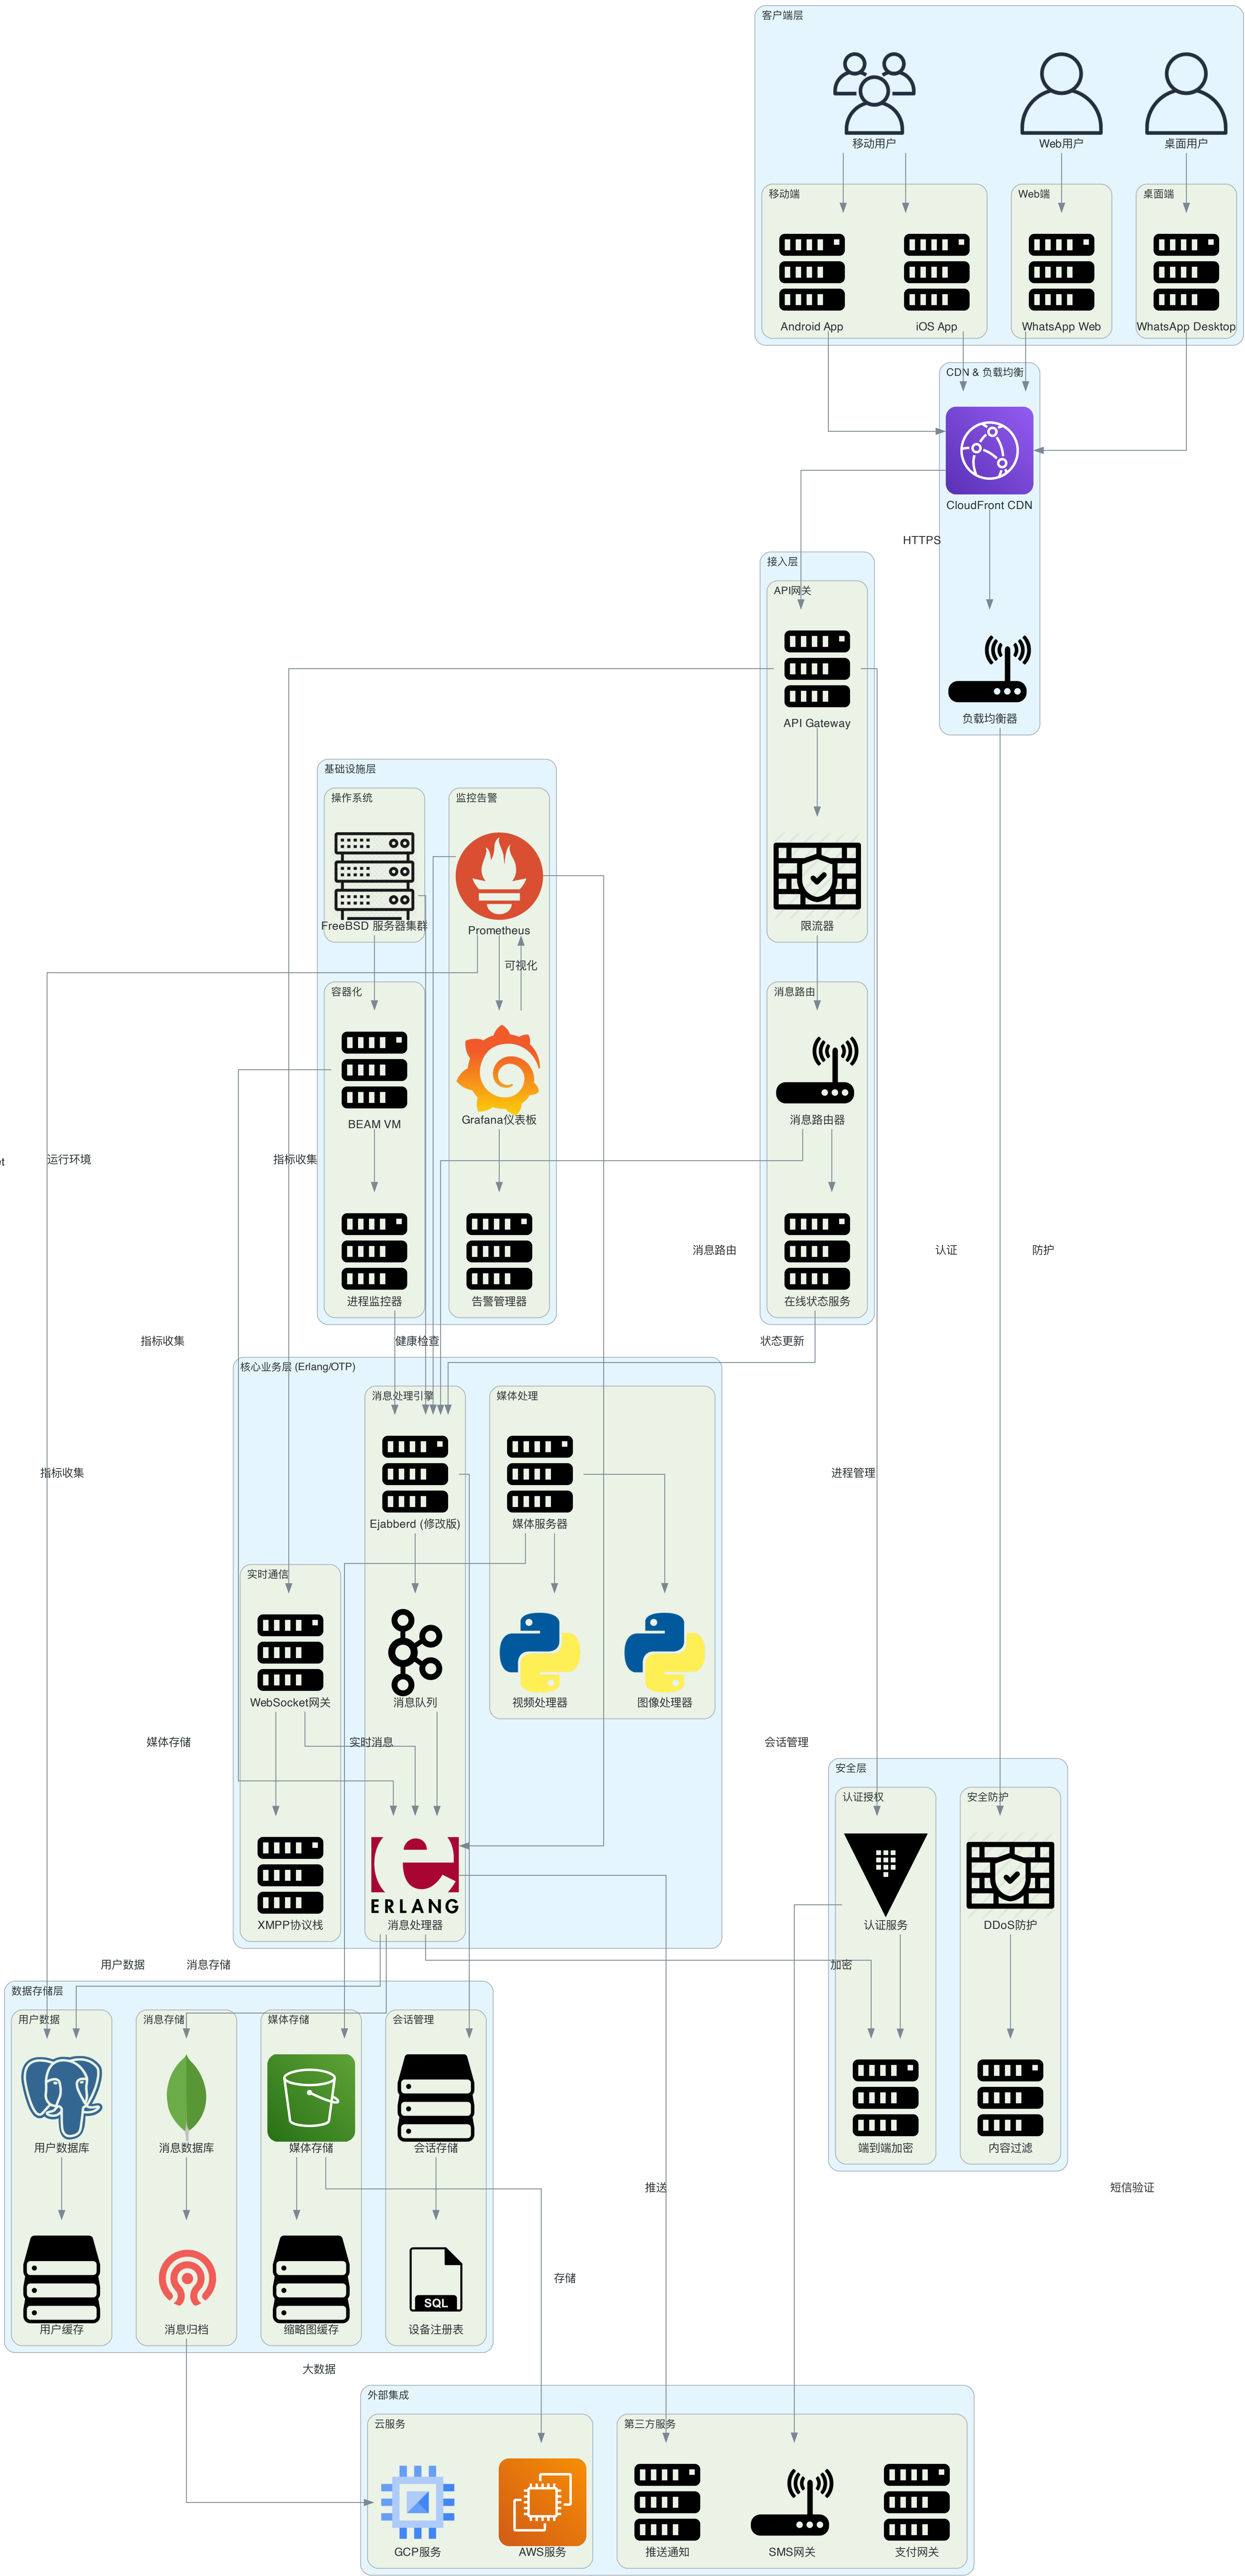 客户端层
移动用户
Web用户
桌面用户
移动端
Web端
桌面端
Android App
iOS App
WhatsApp Web
WhatsApp Desktop
CDN & 负载均衡
CloudFront CDN
HTTPS
接入层
API网关
负载均衡器
API Gateway
基础设施层
操作系统
监控告警
FreeBSD 服务器集群
Prometheus
限流器
可视化
容器化
消息路由
BEAM VM
Grafana仪表板
消息路由器
et
运行环境
指标收集
消息路由
认证
防护
进程监控器
告警管理器
在线状态服务
指标收集
健康检查
状态更新
核心业务层 (Erlang/OTP)
消息处理引擎
媒体处理
指标收集
进程管理
Ejabberd (修改版)
媒体服务器
实时通信
WebSocket网关
消息队列
视频处理器
图像处理器
媒体存储
实时消息
会话管理
安全层
认证授权
安全防护
XMPP协议栈
ERLANG
消息处理器
认证服务
DDoS防护
用户数据
消息存储
加密
数据存储层
用户数据
消息存储
媒体存储
会话管理
用户数据库
消息数据库
媒体存储
会话存储
端到端加密
内容过滤
推送
短信验证
存储
SQL
用户缓存
消息归档
缩略图缓存
设备注册表
大数据
外部集成
云服务
第三方服务
GCP服务
AWS服务
推送通知
SMS网关
支付网关